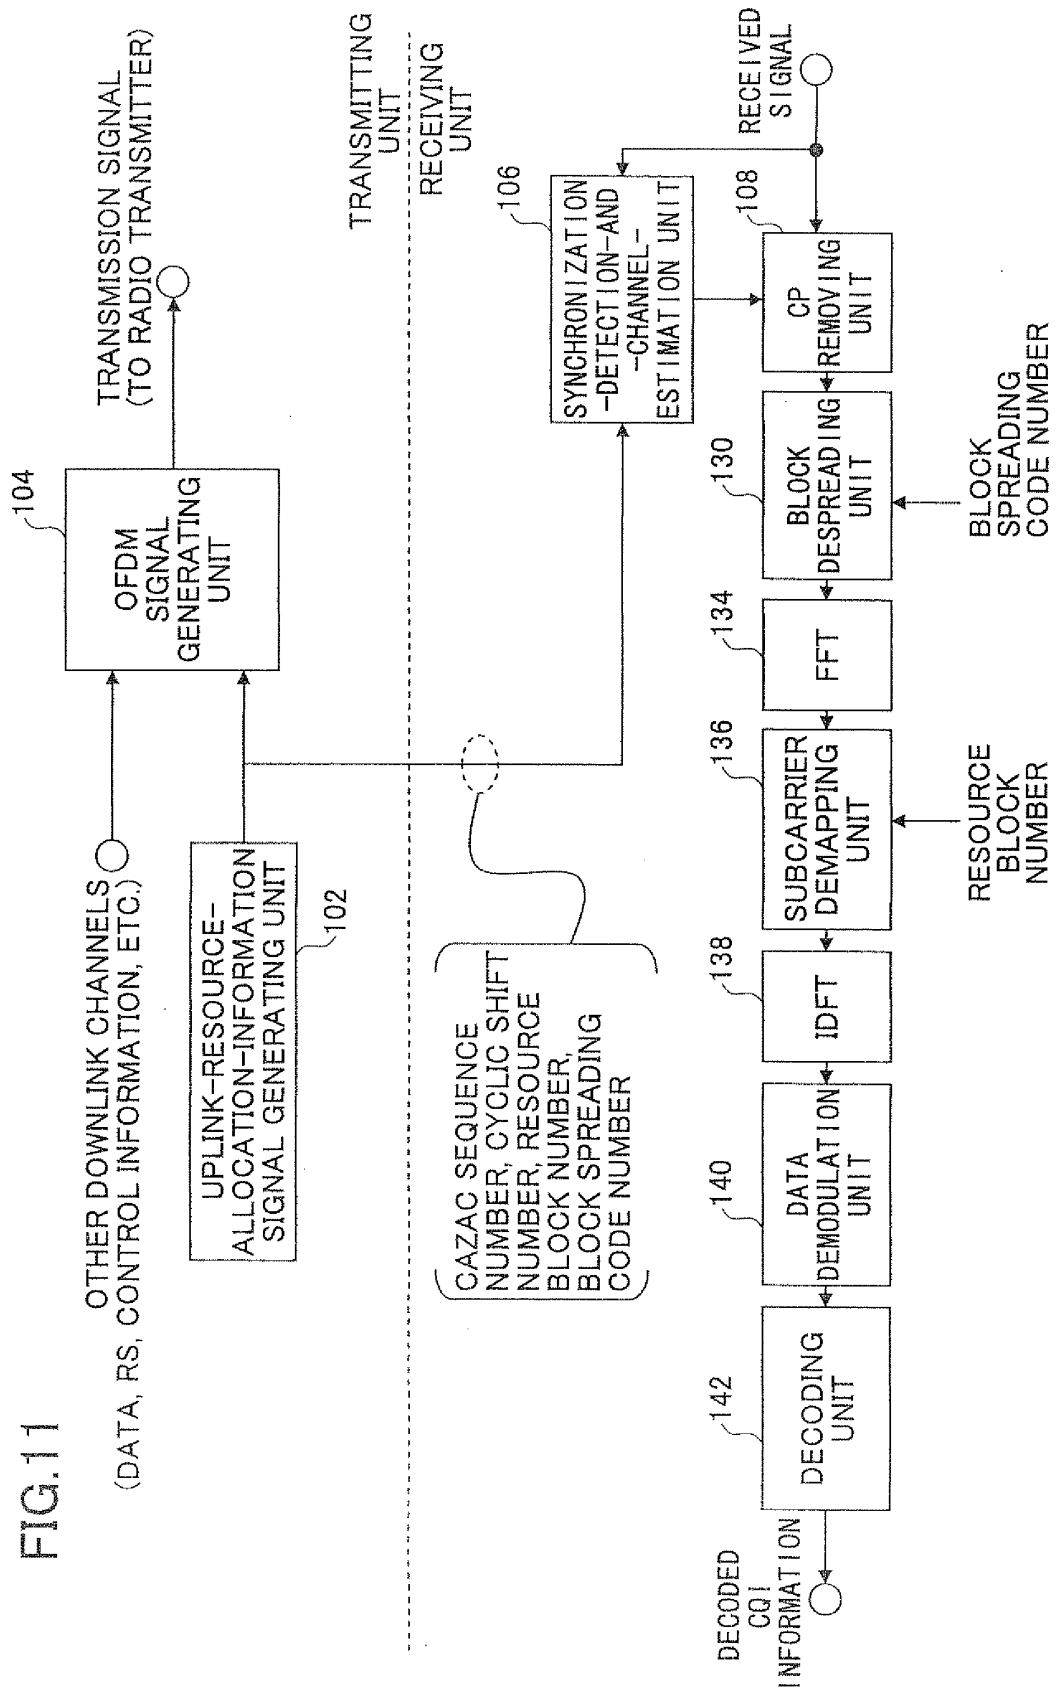 FIG.11
OTHER DOWNLINK CHANNELS
(DATA, RS, CONTROL INFORMATION, ETC.)
UPLINK-RESOURCE-
ALLOCATION-INFORMATION
SIGNAL GENERATING UNIT
102
104
OFDM
SIGNAL
GENERATING
UNIT
TRANSMISSION SIGNAL
(TO RADIO TRANSMITTER)
TRANSMITTING
UNIT
RECEIVING
UNIT
CAZAC SEQUENCE
NUMBER, CYCLIC SHIFT
NUMBER, RESOURCE
BLOCK NUMBER,
BLOCK SPREADING
CODE NUMBER
106
SYNCHRONIZATION
-DETECTION-AND
-CHANNEL-
ESTIMATION UNIT
RECEIVED
SIGNAL
108
CP
REMOVING
UNIT
130
BLOCK
DESPREADING
UNIT
BLOCK
SPREADING
CODE NUMBER
134
FFT
136
SUBCARRIER
DEMAPPING
UNIT
RESOURCE
BLOCK
NUMBER
138
IDFT
140
DATA
DEMODULATION
UNIT
142
DECODING
UNIT
DECODED
CQI
INFORMATION